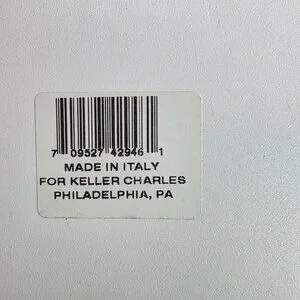 7 09527 42946 1
MADE IN ITALY
FOR KELLER CHARLES
PHILADELPHIA, PA